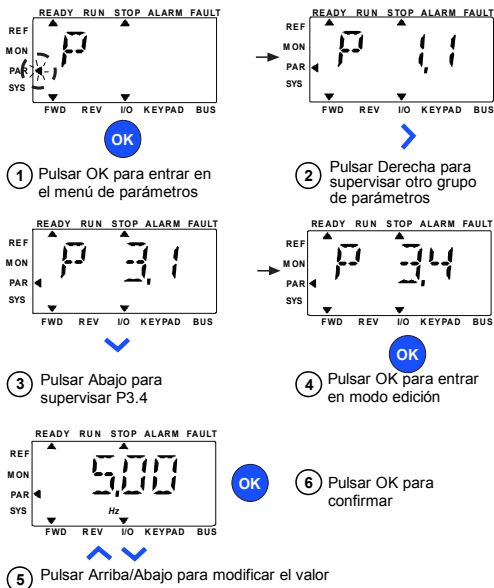 READY RUN STOP ALARM FAULT
REF
MON
PAR
SYS
P
FWD REV I/O KEYPAD BUS
OK
1 Pulsar OK para entrar en
el menú de parámetros
READY RUN STOP ALARM FAULT
REF
MON
PAR
SYS
P 1,1
FWD REV I/O KEYPAD BUS
2 Pulsar Derecha para
supervisar otro grupo
de parámetros
READY RUN STOP ALARM FAULT
REF
MON
PAR
SYS
P 3,1
FWD REV I/O KEYPAD BUS
3 Pulsar Abajo para
supervisar P3.4
READY RUN STOP ALARM FAULT
REF
MON
PAR
SYS
P 3,4
FWD REV I/O KEYPAD BUS
OK
4 Pulsar OK para entrar
en modo edición
READY RUN STOP ALARM FAULT
REF
MON
PAR
SYS
5,00
Hz
FWD REV I/O KEYPAD BUS
OK
6 Pulsar OK para
confirmar
5 Pulsar Arriba/Abajo para modificar el valor